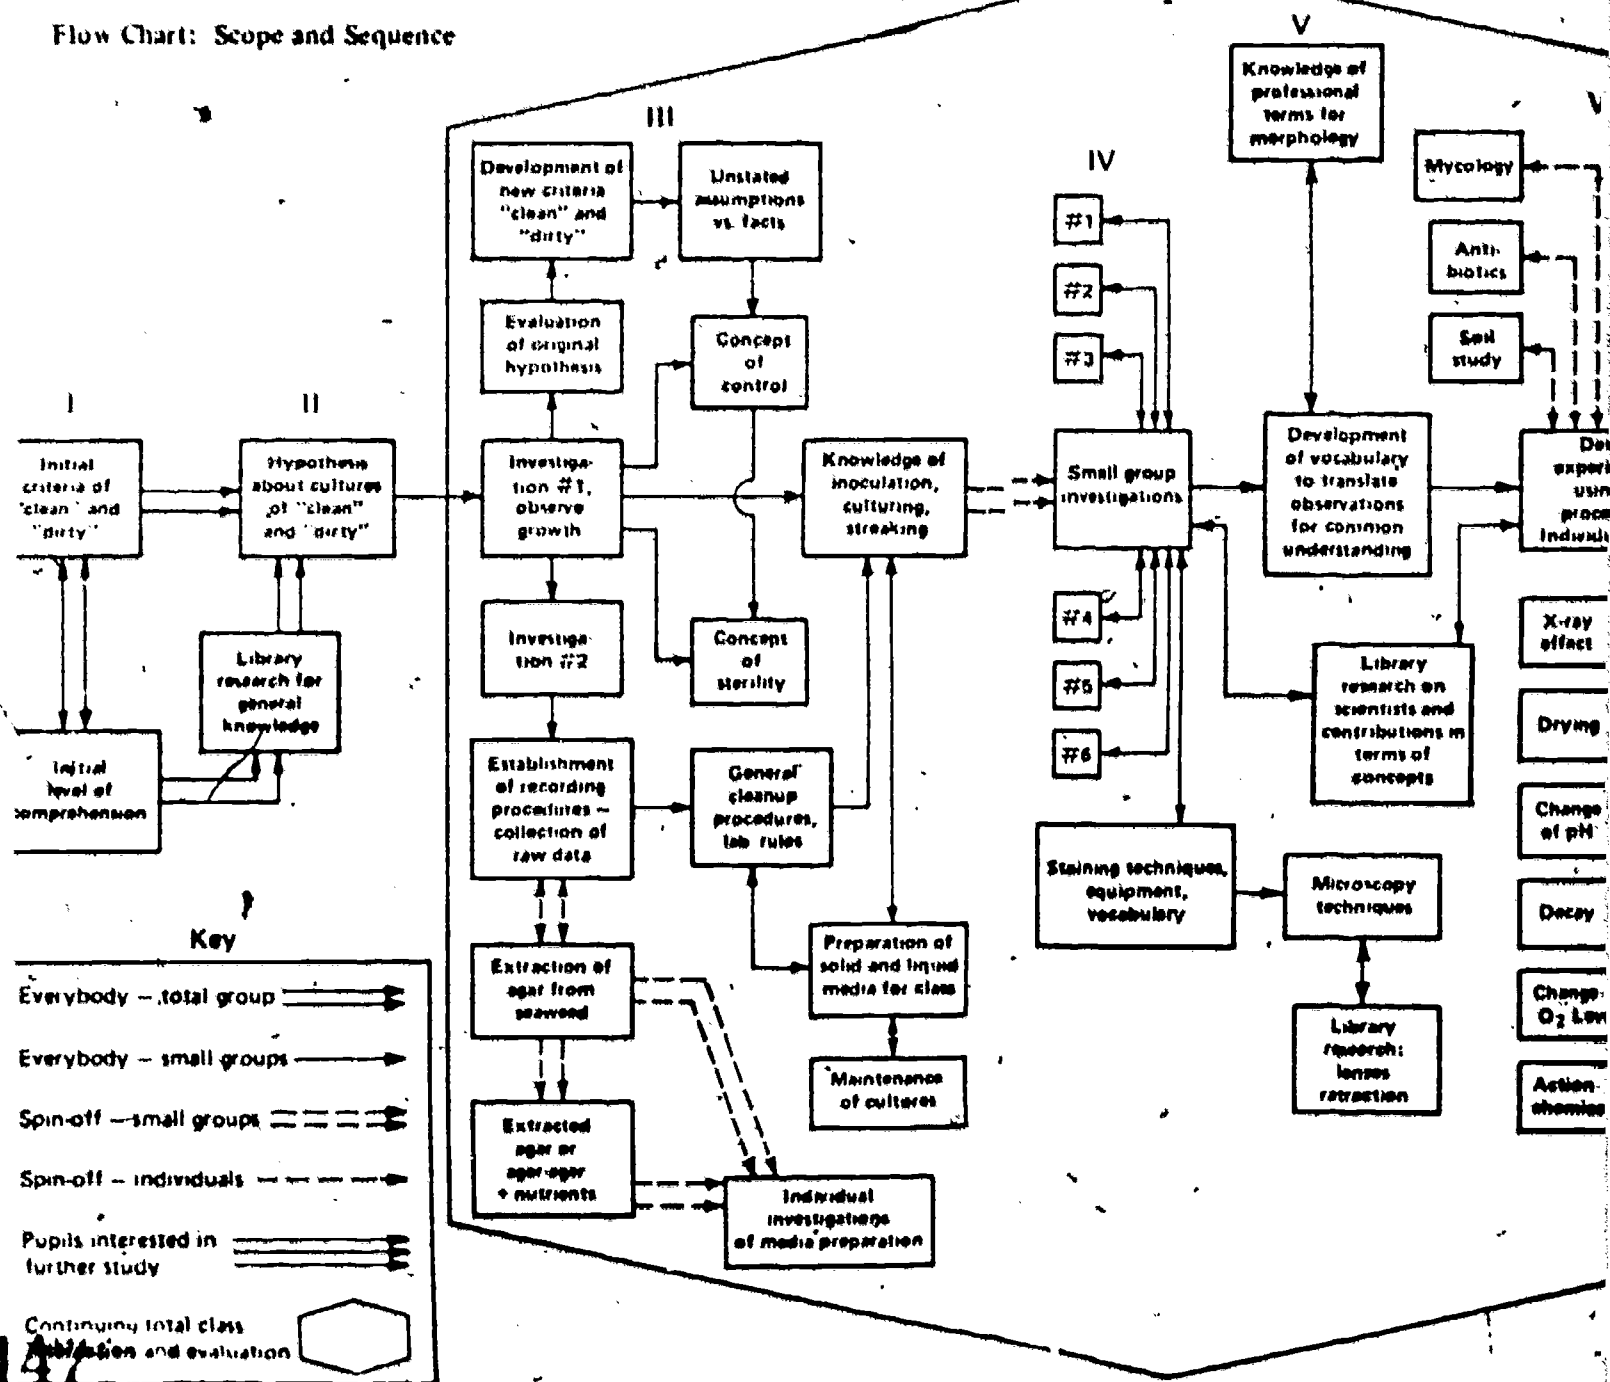 Flow Chart: Scope and Sequence
I
Initial
criteria of
"clean" and
"dirty"
Initial
level of
comprehension
II
Hypothesis
about cultures
of "clean"
and "dirty"
Library
research for
general
knowledge
III
Development of
new criteria
"clean" and
"dirty"
Unstated
assumptions
vs. facts
Evaluation
of original
hypothesis
Concept
of
control
Investiga-
tion #1,
observe
growth
Knowledge of
inoculation,
culturing,
streaking
Investiga-
tion #2
Concept
of
sterility
Establishment
of recording
procedures –
collection of
raw data
General
cleanup
procedures,
lab rules
Extraction of
agar from
seaweed
Preparation of
solid and liquid
media for class
Maintenance
of cultures
Extracted
agar or
agar-agar
+ nutrients
Individual
investigations
of media preparation
IV
#1
#2
#3
Small group
investigations
#4
#5
#6
Staining techniques,
equipment,
vocabulary
Microscopy
techniques
Library
research:
lenses
ratraction
V
Knowledge of
professional
terms for
morphology
Development
of vocabulary
to translate
observations
for common
understanding
Library
research on
scientists and
contributions in
terms of
concepts
V
Mycology
Anti-
biotics
Soil
study
X-ray
effect
Drying
Change
of pH
Decay
Change
O2
Action
Key
Everybody – total group
Everybody – small groups
Spin-off – small groups
Spin-off – individuals
Pupils interested in
further study
Continuing total class
and evaluation